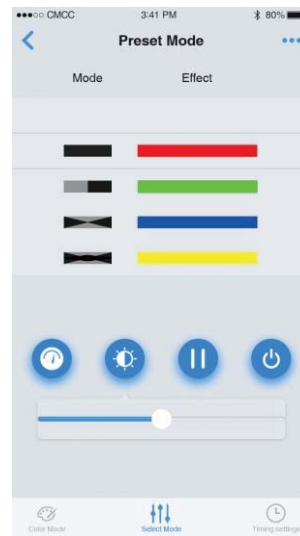 CMCC 3:41 PM 80%
Preset Mode
Mode Effect
Color Mode Select Mode Timing settings